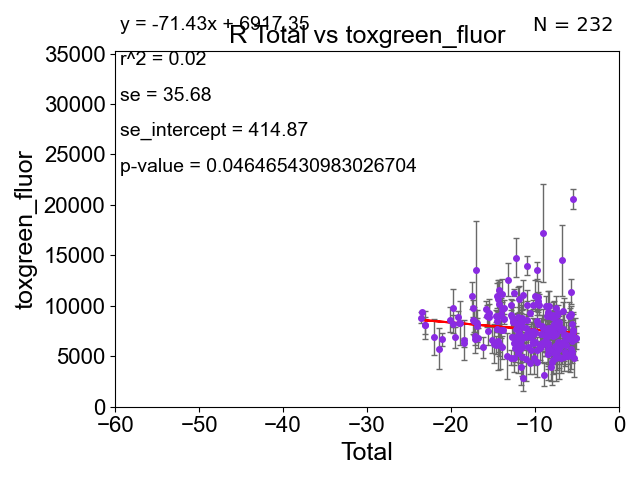 y = -71.43x + 6917.35
N = 232
R Total vs toxgreen_fluor
r^2 = 0.02
se = 35.68
se_intercept = 414.87
p-value = 0.046465430983026704
toxgreen_fluor
35000
30000
25000
20000
15000
10000
5000
0
−60
−50
−40
−30
−20
−10
0
Total